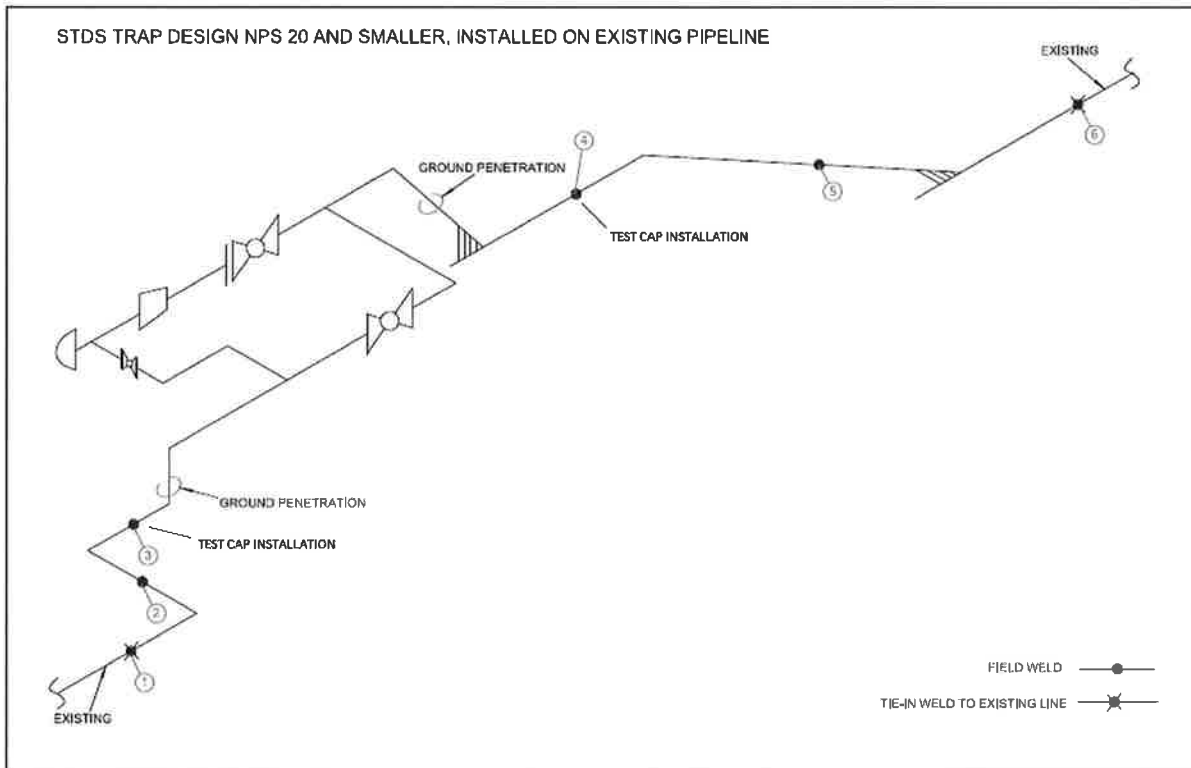 STDS TRAP DESIGN NPS 20 AND SMALLER, INSTALLED ON EXISTING PIPELINE
EXISTING
6
4
GROUND PENETRATION
5
TEST CAP INSTALLATION
GROUND PENETRATION
TEST CAP INSTALLATION
3
2
1
EXISTING
FIELD WELD
TIE-IN WELD TO EXISTING LINE